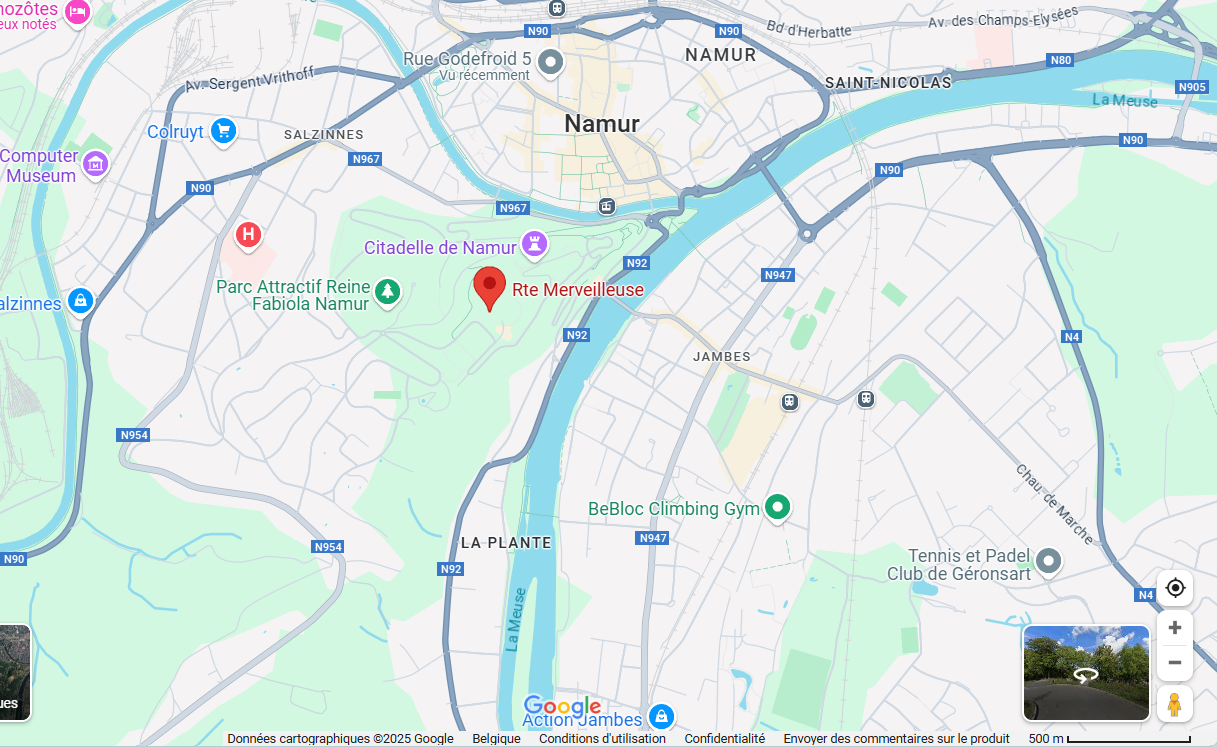 nozôtes
eux notés
N90
N90
Bd d'Herbatte
Av. des Champs-Elysées
Rue Godefroid 5
Vu récemment
NAMUR
N80
Av. Sergent Vrithoff
SAINT-NICOLAS
N905
La Meuse
Namur
Colruyt
SALZINNES
N90
Computer
Museum
N967
N90
N90
N967
H
Citadelle de Namur
N92
N947
Parc Attractif Reine
Fabiola Namur
Rte Merveilleuse
alzinnes
N92
N4
JAMBES
N954
Chau. de Marche
BeBloc Climbing Gym
N947
LA PLANTE
N954
N90
N92
Tennis et Padel
Club de Géronsart
N4
La Meuse
ues
Google
Action Jambes
Données cartographiques ©2025 Google
Belgique
Conditions d'utilisation
Confidentialité
Envoyer des commentaires sur le produit
500 m